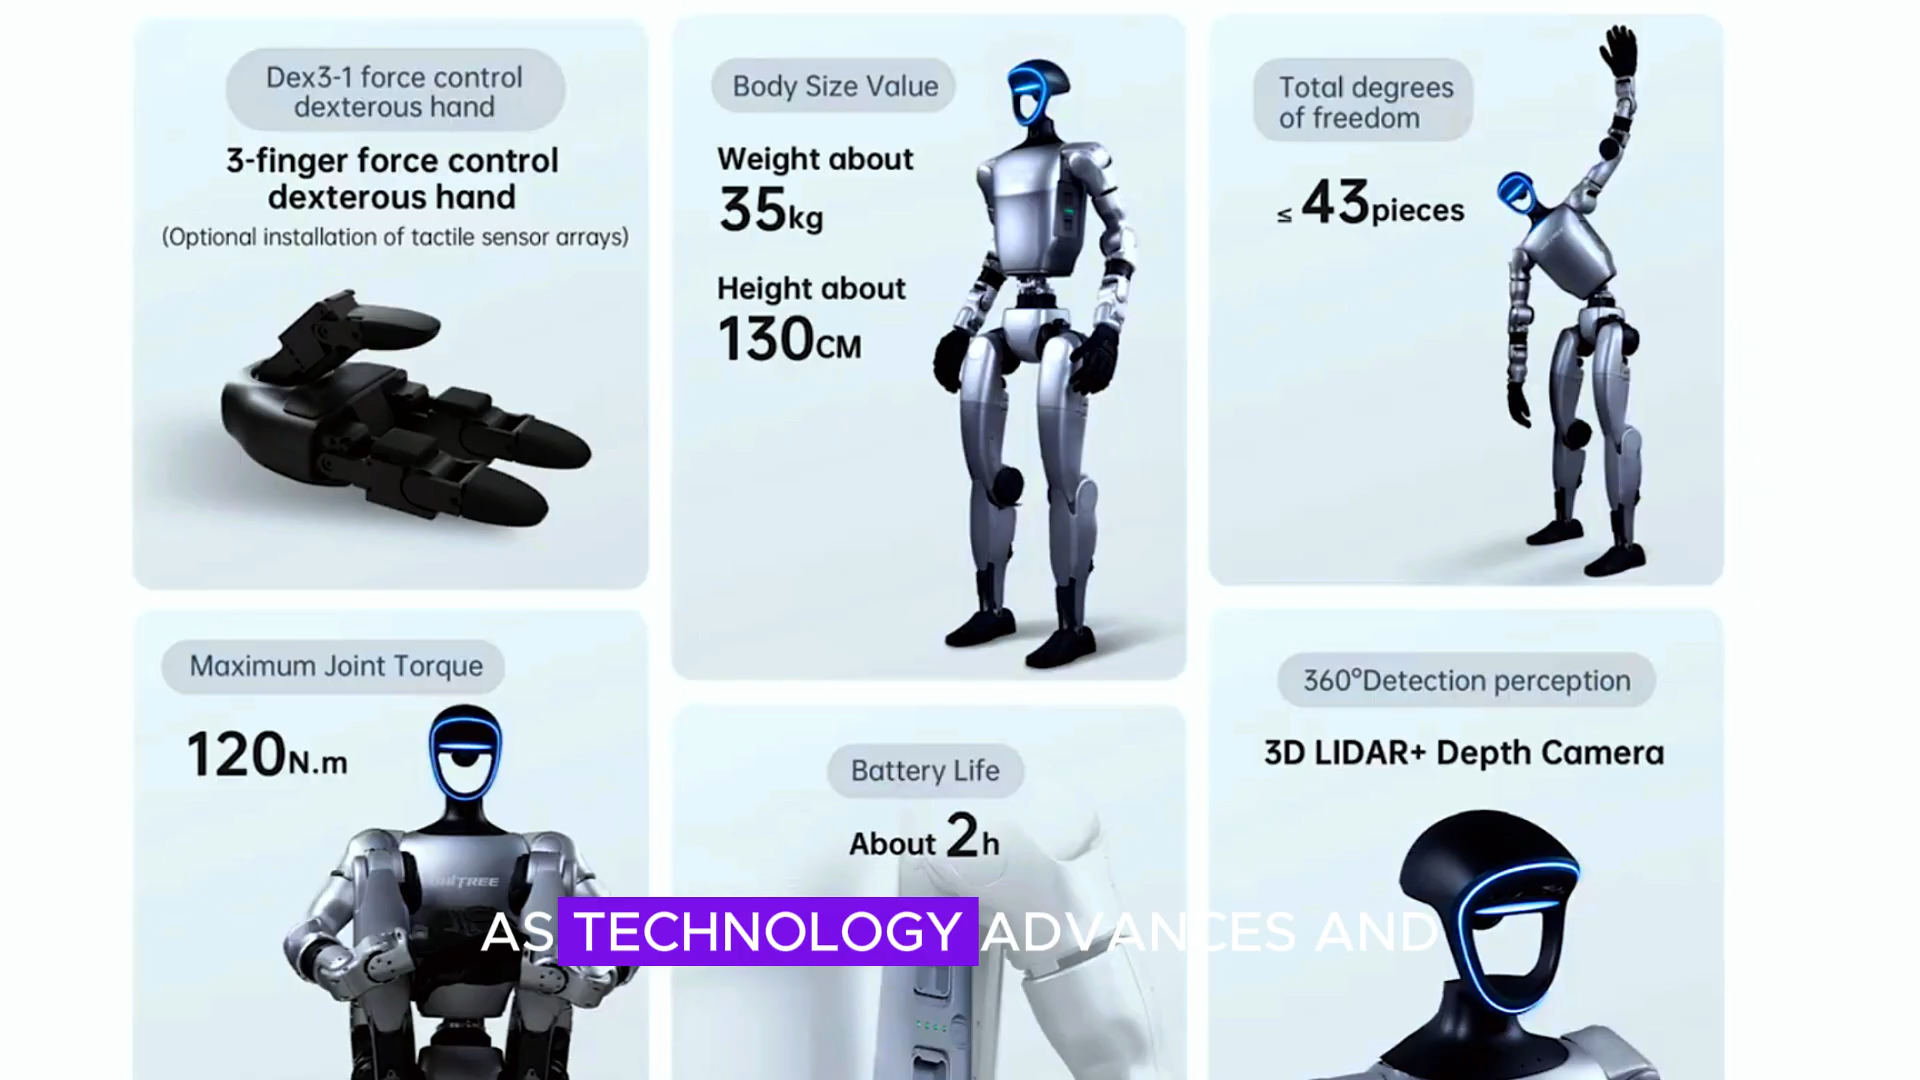 Dex3-1 force control
dexterous hand
3-finger force control
dexterous hand
(Optional installation of tactile sensor arrays)
Body Size Value
Weight about
35kg
Height about
130CM
Total degrees
of freedom
≤ 43pieces
Maximum Joint Torque
120N.m
UNITREE
Battery Life
About 2h
360°Detection perception
3D LIDAR+ Depth Camera
AS TECHNOLOGY ADVANCES AND